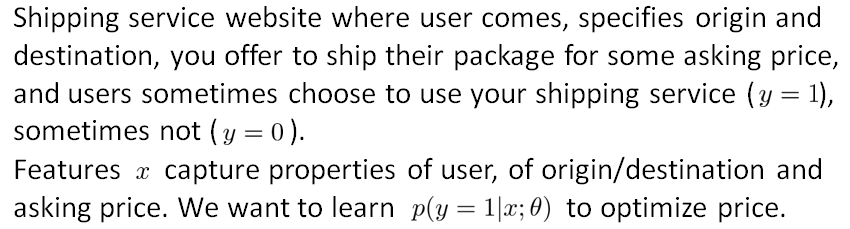 Shipping service website where user comes, specifies origin and
destination, you offer to ship their package for some asking price,
and users sometimes choose to use your shipping service (y = 1),
sometimes not (y = 0).
Features x capture properties of user, of origin/destination and
asking price. We want to learn p(y = 1|x; θ) to optimize price.